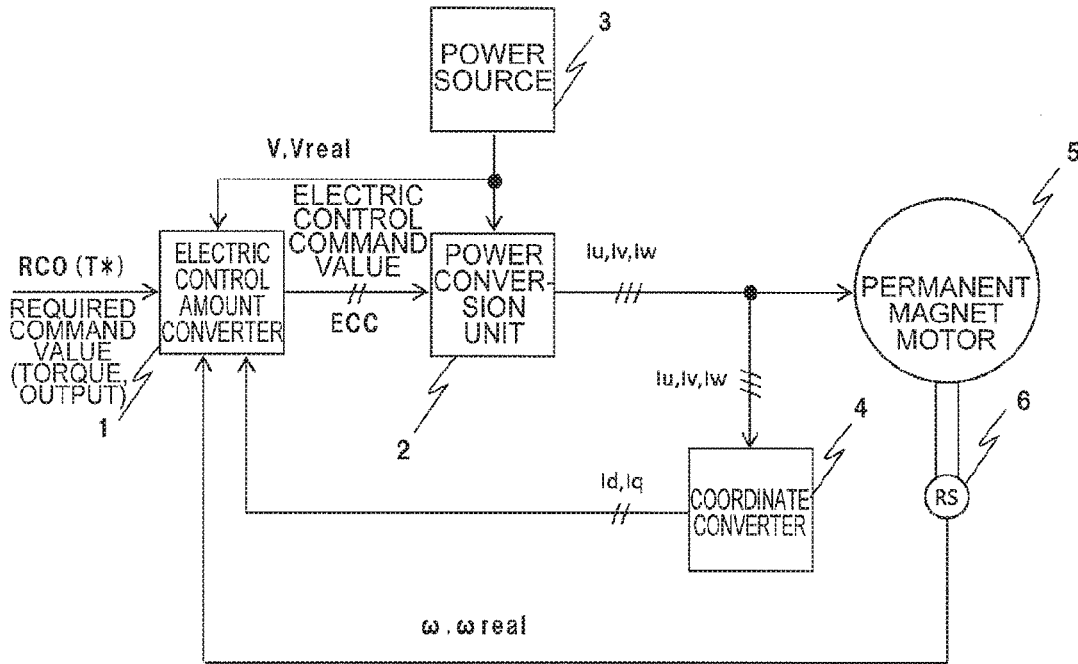 POWER
SOURCE
3
V,Vreal
ELECTRIC
CONTROL
COMMAND
VALUE
5
RCO (T*)
REQUIRED
COMMAND
VALUE
(TORQUE,
OUTPUT)
1
ELECTRIC
CONTROL
AMOUNT
CONVERTER
ECC
POWER
CONVER-
SION
UNIT
2
Iu,Iv,Iw
PERMANENT
MAGNET
MOTOR
Iu,Iv,Iw
4
6
Id,Iq
COORDINATE
CONVERTER
RS
ω . ωreal